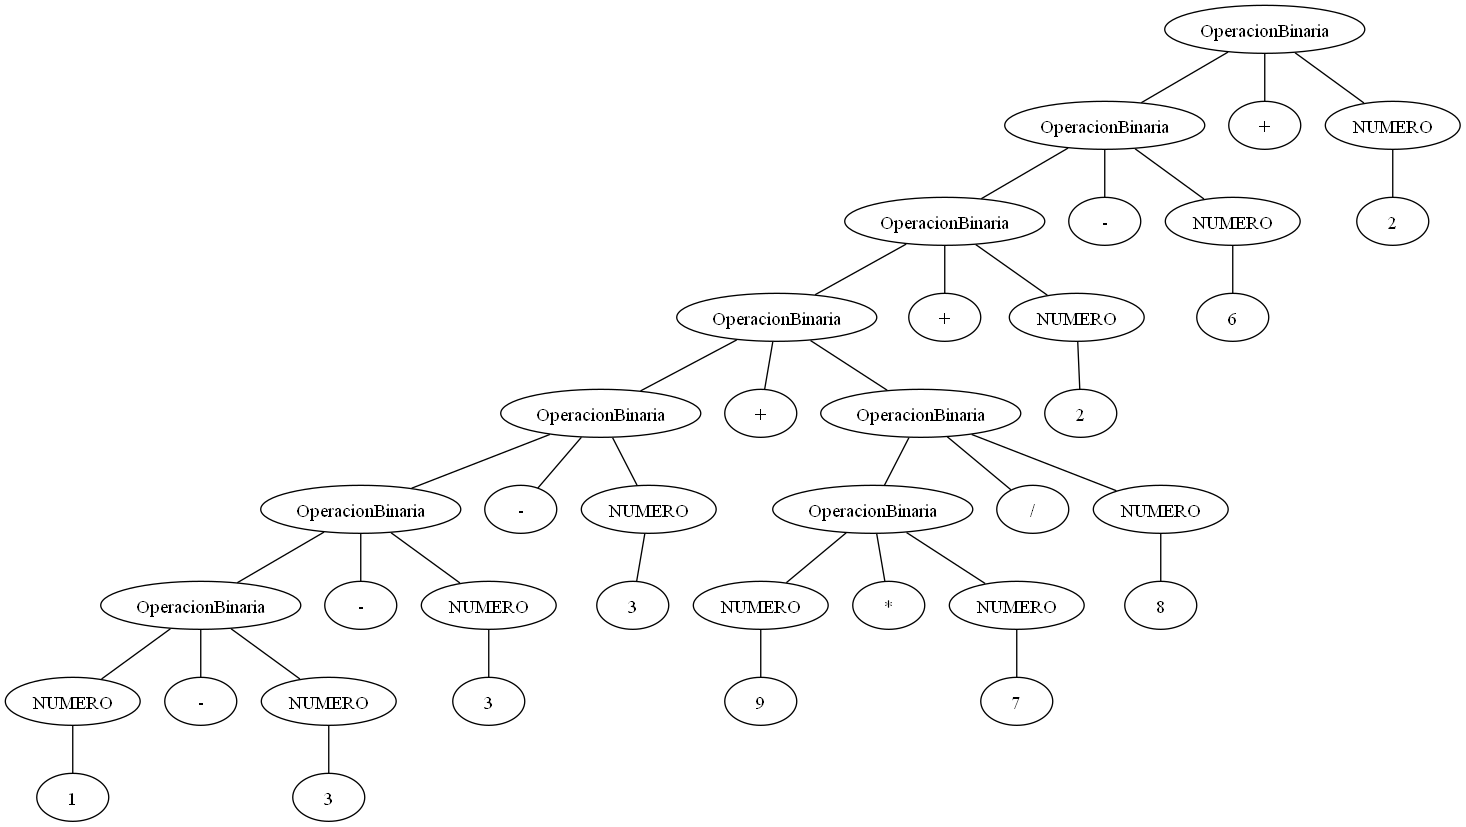 OperacionBinaria
OperacionBinaria + NUMERO
OperacionBinaria - NUMERO 2
OperacionBinaria + NUMERO 6
OperacionBinaria + OperacionBinaria 2
OperacionBinaria - NUMERO OperacionBinaria / NUMERO
OperacionBinaria - NUMERO 3 NUMERO * NUMERO 8
NUMERO - NUMERO 3 9 7
1 3